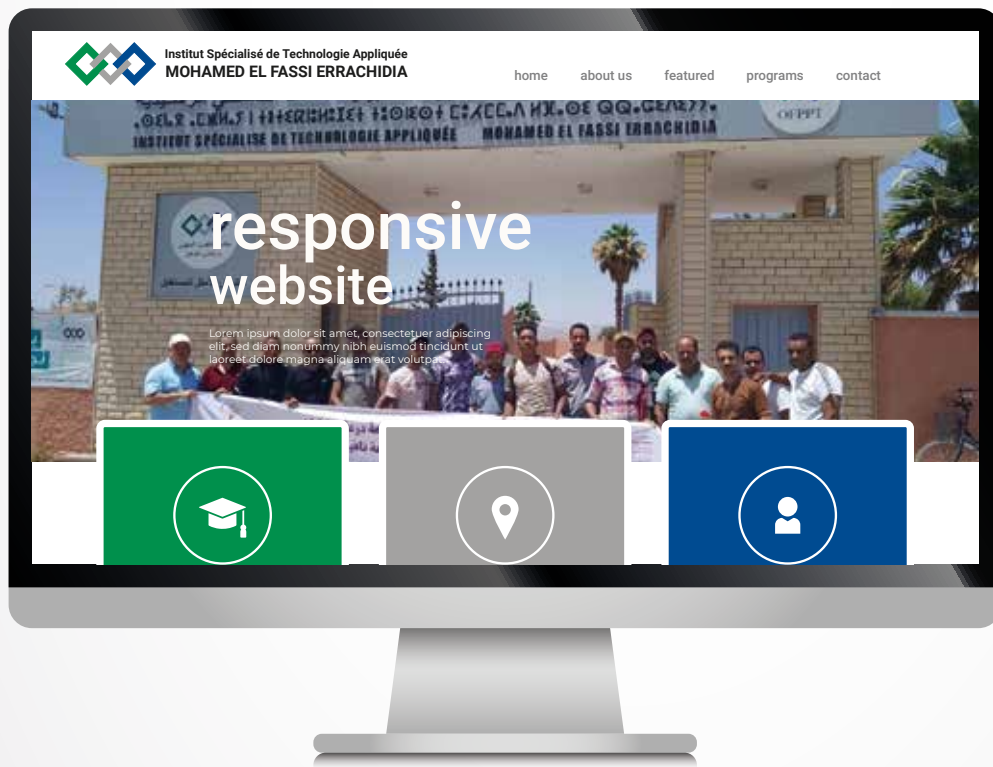 Institut Spécialisé de Technologie Appliquée
MOHAMED EL FASSI ERRACHIDIA
home about us featured programs contact
INSTITUT SPÉCIALISE DE TECHNOLOGIE APPLIQUÉE MOHAMED EL FASSI ERRACHIDIA
OFPPT
responsive
website
Lorem ipsum dolor sit amet, consectetuer adipiscing
elit, sed diam nonummy nibh euismod tincidunt ut
laoreet dolore magna aliquam erat volutpat.